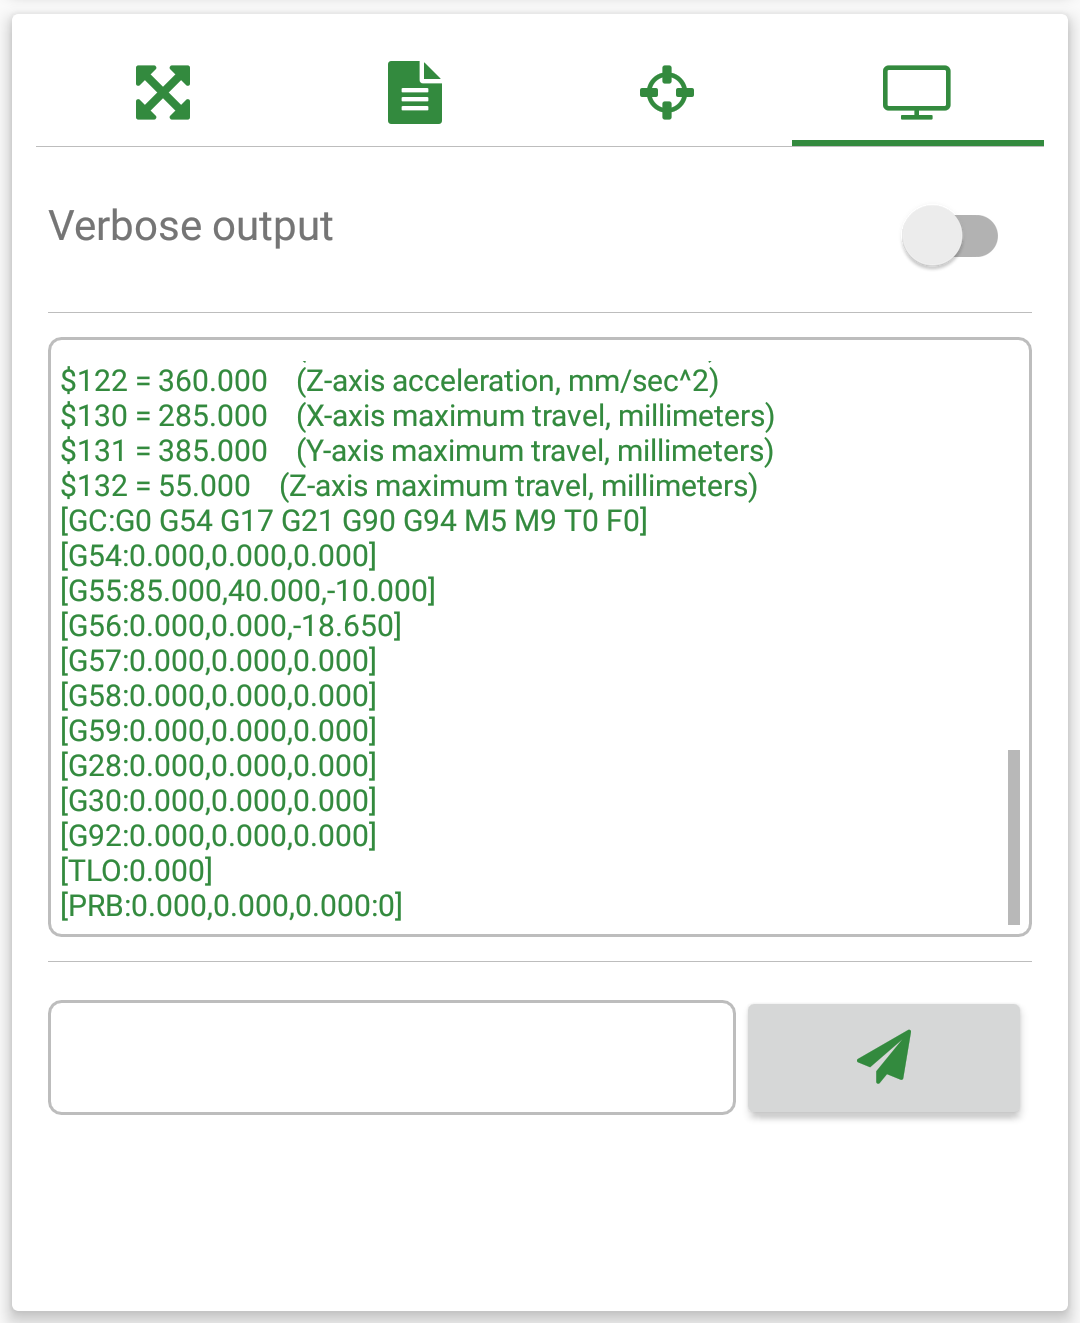 Verbose output
$122 = 360.000    (Z-axis acceleration, mm/sec^2)
$130 = 285.000    (X-axis maximum travel, millimeters)
$131 = 385.000    (Y-axis maximum travel, millimeters)
$132 = 55.000    (Z-axis maximum travel, millimeters)
[GC:G0 G54 G17 G21 G90 G94 M5 M9 T0 F0]
[G54:0.000,0.000,0.000]
[G55:85.000,40.000,-10.000]
[G56:0.000,0.000,-18.650]
[G57:0.000,0.000,0.000]
[G58:0.000,0.000,0.000]
[G59:0.000,0.000,0.000]
[G28:0.000,0.000,0.000]
[G30:0.000,0.000,0.000]
[G92:0.000,0.000,0.000]
[TLO:0.000]
[PRB:0.000,0.000,0.000:0]